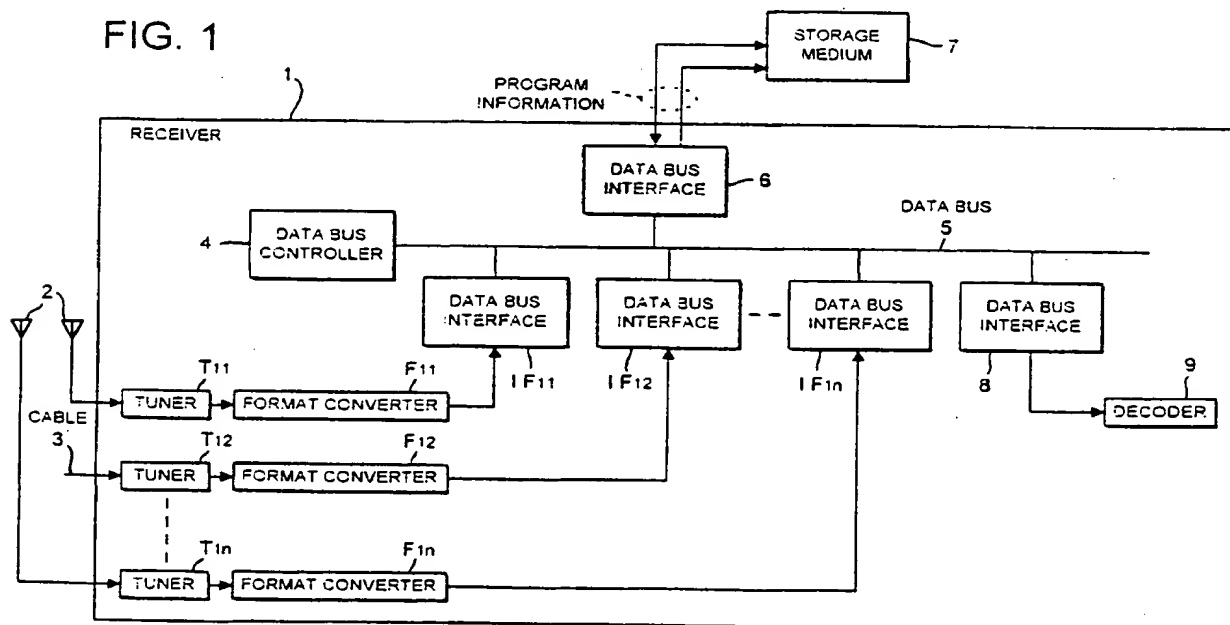 FIG. 1
STORAGE
MEDIUM
7
1
PROGRAM
INFORMATION
RECEIVER
DATA BUS
INTERFACE
6
DATA BUS
5
4
DATA BUS
CONTROLLER
2
DATA BUS
INTERFACE
DATA BUS
INTERFACE
DATA BUS
INTERFACE
DATA BUS
INTERFACE
IF11
IF12
IF1n
8
9
DECODER
T11
F11
TUNER
FORMAT CONVERTER
CABLE
3
T12
F12
TUNER
FORMAT CONVERTER
T1n
F1n
TUNER
FORMAT CONVERTER